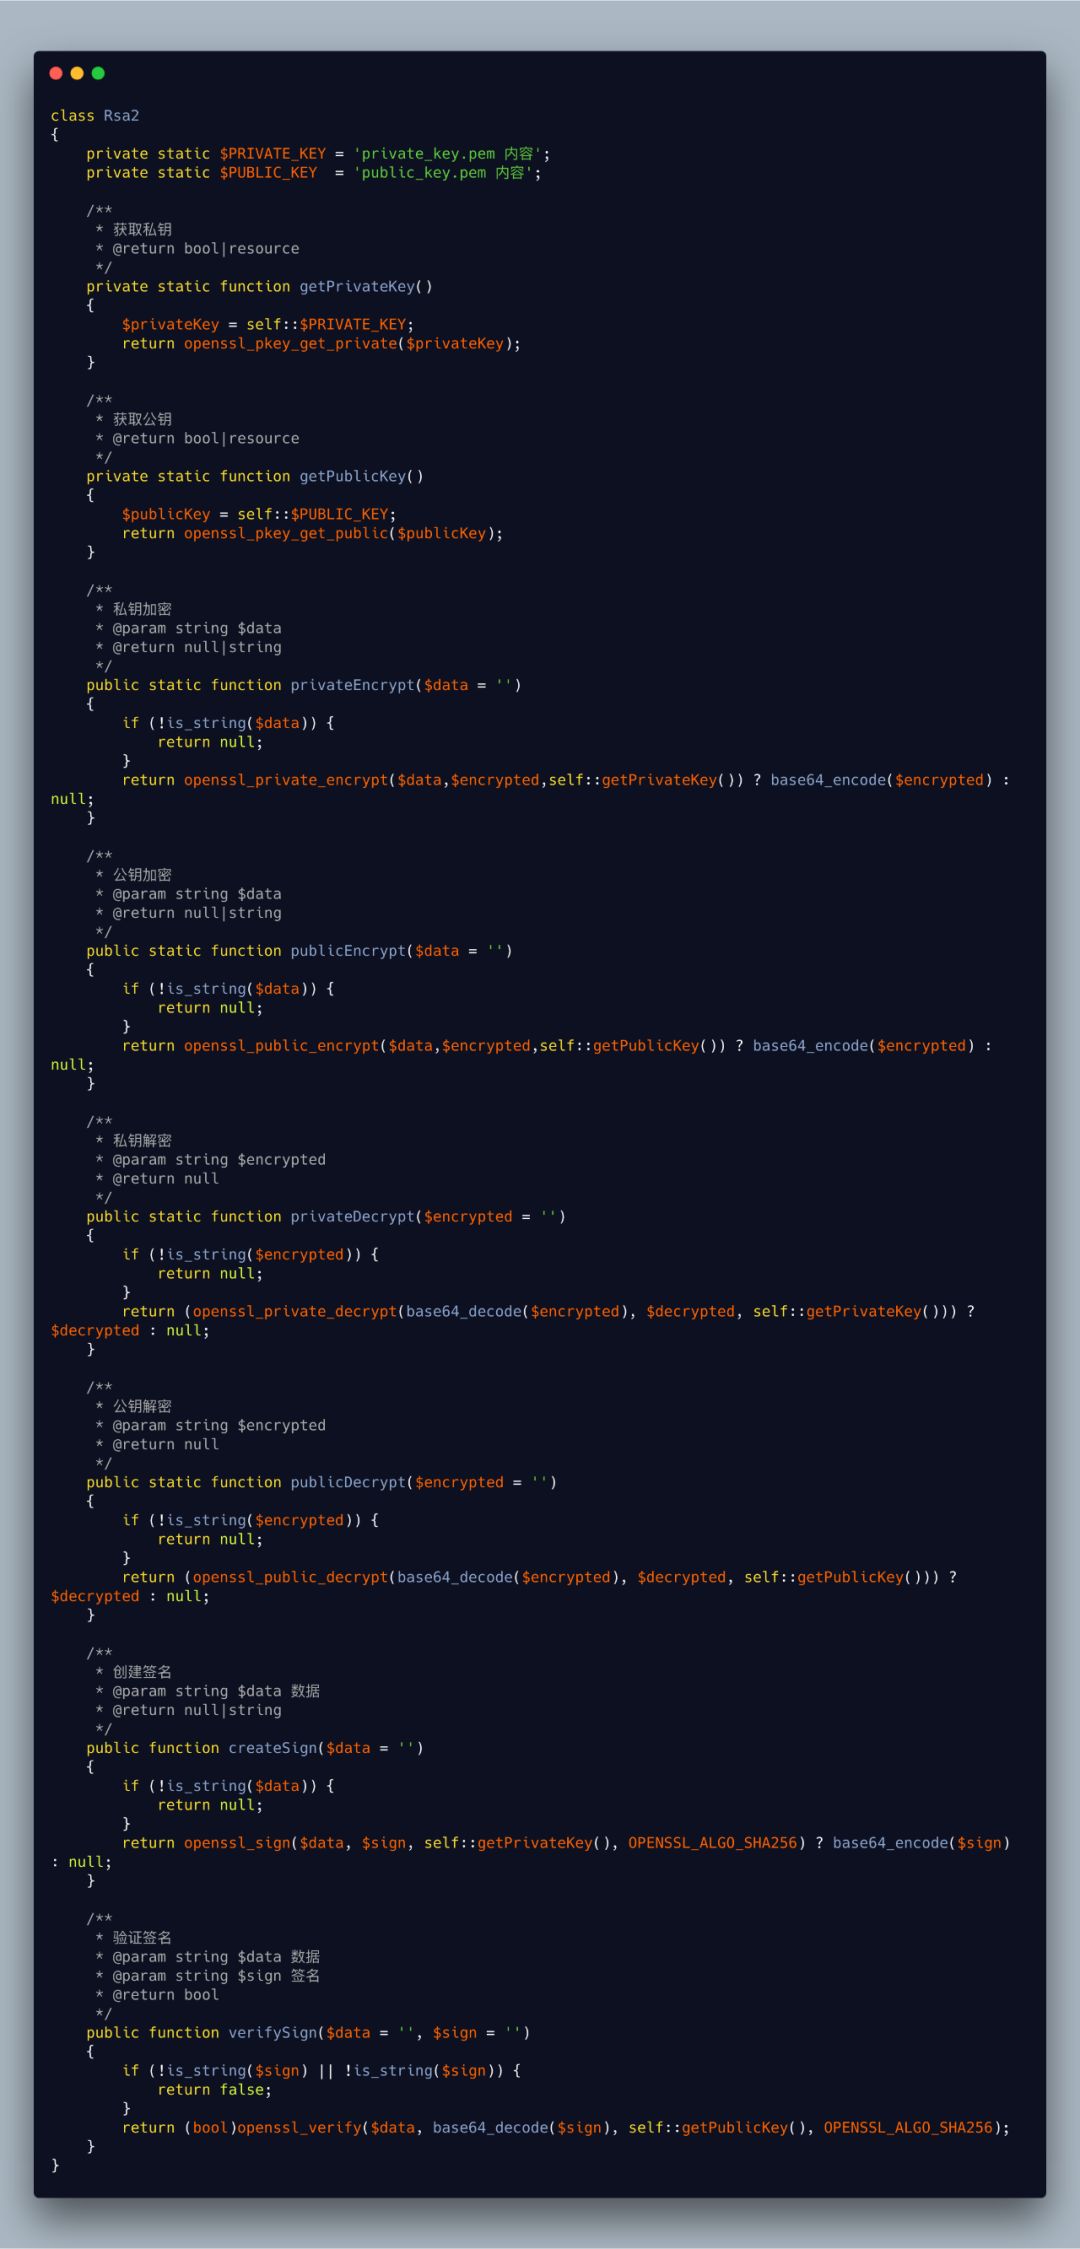 class Rsa2
{
    private static $PRIVATE_KEY = 'private_key.pem 内容';
    private static $PUBLIC_KEY  = 'public_key.pem 内容';

    /**
     * 获取私钥
     * @return bool|resource
     */
    private static function getPrivateKey()
    {
        $privateKey = self::$PRIVATE_KEY;
        return openssl_pkey_get_private($privateKey);
    }

    /**
     * 获取公钥
     * @return bool|resource
     */
    private static function getPublicKey()
    {
        $publicKey = self::$PUBLIC_KEY;
        return openssl_pkey_get_public($publicKey);
    }

    /**
     * 私钥加密
     * @param string $data
     * @return null|string
     */
    public static function privateEncrypt($data = '')
    {
        if (!is_string($data)) {
            return null;
        }
        return openssl_private_encrypt($data,$encrypted,self::getPrivateKey()) ? base64_encode($encrypted) :
null;
    }

    /**
     * 公钥加密
     * @param string $data
     * @return null|string
     */
    public static function publicEncrypt($data = '')
    {
        if (!is_string($data)) {
            return null;
        }
        return openssl_public_encrypt($data,$encrypted,self::getPublicKey()) ? base64_encode($encrypted) :
null;
    }

    /**
     * 私钥解密
     * @param string $encrypted
     * @return null
     */
    public static function privateDecrypt($encrypted = '')
    {
        if (!is_string($encrypted)) {
            return null;
        }
        return (openssl_private_decrypt(base64_decode($encrypted), $decrypted, self::getPrivateKey())) ?
$decrypted : null;
    }

    /**
     * 公钥解密
     * @param string $encrypted
     * @return null
     */
    public static function publicDecrypt($encrypted = '')
    {
        if (!is_string($encrypted)) {
            return null;
        }
        return (openssl_public_decrypt(base64_decode($encrypted), $decrypted, self::getPublicKey())) ?
$decrypted : null;
    }

    /**
     * 创建签名
     * @param string $data 数据
     * @return null|string
     */
    public function createSign($data = '')
    {
        if (!is_string($data)) {
            return null;
        }
        return openssl_sign($data, $sign, self::getPrivateKey(), OPENSSL_ALGO_SHA256) ? base64_encode($sign)
: null;
    }

    /**
     * 验证签名
     * @param string $data 数据
     * @param string $sign 签名
     * @return bool
     */
    public function verifySign($data = '', $sign = '')
    {
        if (!is_string($sign) || !is_string($sign)) {
            return false;
        }
        return (bool)openssl_verify($data, base64_decode($sign), self::getPublicKey(), OPENSSL_ALGO_SHA256);
    }
}